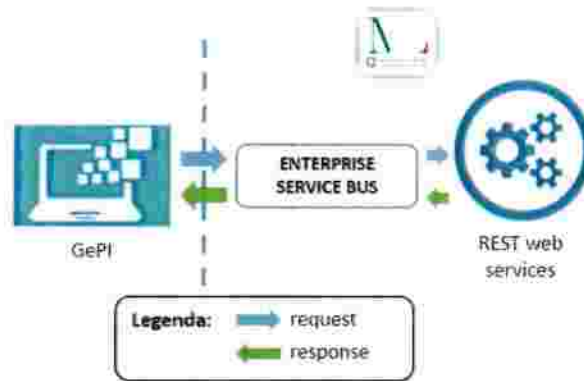 ENTERPRISE
SERVICE BUS
GePI
REST web
services
Legenda:
request
response